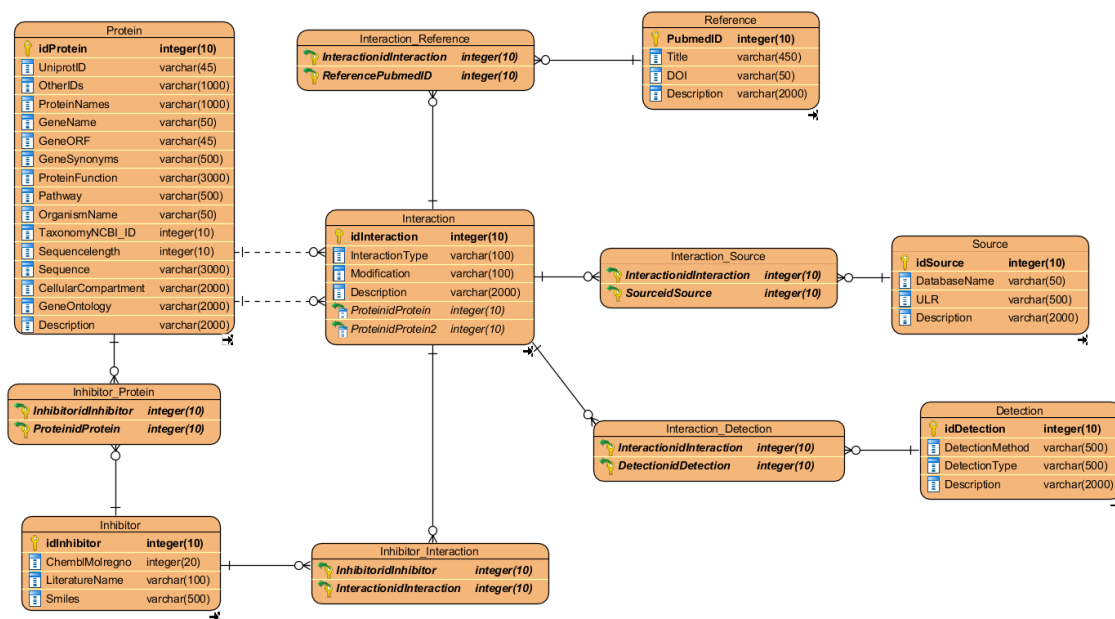 Protein
idProtein integer(10)
UniprotID varchar(45)
OtherIDs varchar(1000)
ProteinNames varchar(1000)
GeneName varchar(50)
GeneORF varchar(45)
GeneSynonyms varchar(500)
ProteinFunction varchar(3000)
Pathway varchar(500)
OrganismName varchar(50)
TaxonomyNCBI_ID integer(10)
Sequencelength integer(10)
Sequence varchar(3000)
CellularCompartment varchar(2000)
GeneOntology varchar(2000)
Description varchar(2000)
Interaction_Reference
InteractionidInteraction integer(10)
ReferencePubmedID integer(10)
Reference
PubmedID integer(10)
Title varchar(450)
DOI varchar(50)
Description varchar(2000)
Interaction
idInteraction integer(10)
InteractionType varchar(100)
Modification varchar(100)
Description varchar(2000)
ProteinidProtein integer(10)
ProteinidProtein2 integer(10)
Interaction_Source
InteractionidInteraction integer(10)
SourceidSource integer(10)
Source
idSource integer(10)
DatabaseName varchar(50)
ULR varchar(500)
Description varchar(2000)
Inhibitor_Protein
InhibitoridInhibitor integer(10)
ProteinidProtein integer(10)
Interaction_Detection
InteractionidInteraction integer(10)
DetectionidDetection integer(10)
Detection
idDetection integer(10)
DetectionMethod varchar(500)
DetectionType varchar(500)
Description varchar(2000)
Inhibitor
idInhibitor integer(10)
ChemblMolregno integer(20)
LiteratureName varchar(100)
Smiles varchar(500)
Inhibitor_Interaction
InhibitoridInhibitor integer(10)
InteractionidInteraction integer(10)